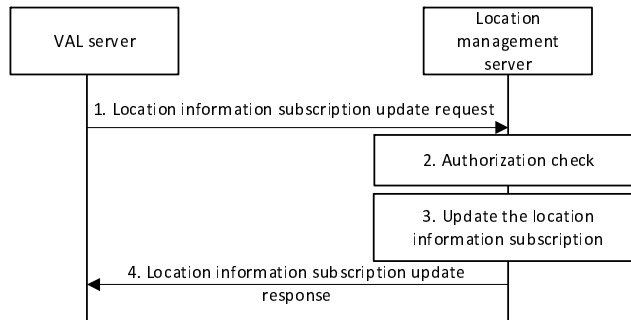 VAL server
Location
management
server
1. Location information subscription update request
2. Authorization check
3. Update the location
information subscription
4. Location information subscription update
response